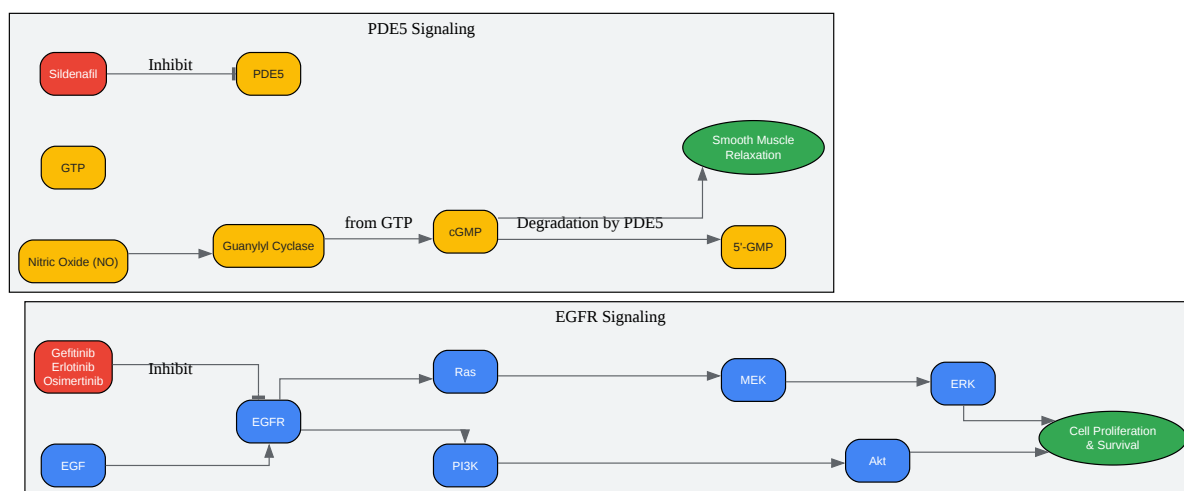 PDE5 Signaling
Sildenafil
Inhibit
PDE5
GTP
Smooth Muscle
Relaxation
Nitric Oxide (NO)
Guanylyl Cyclase
from GTP
cGMP
Degradation by PDE5
5'-GMP
EGFR Signaling
Gefitinib
Erlotinib
Osimertinib
Inhibit
EGFR
EGF
Ras
MEK
ERK
PI3K
Akt
Cell Proliferation
& Survival